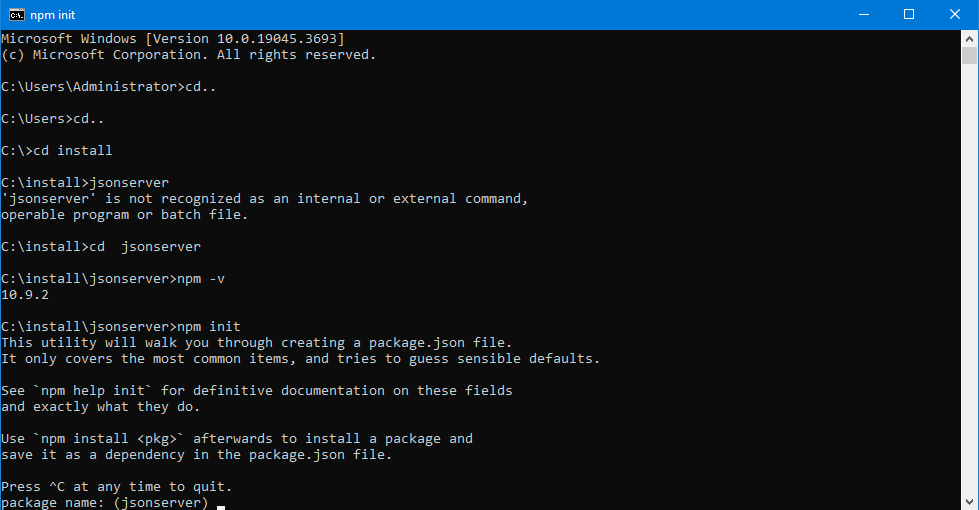 npm init
Microsoft Windows [Version 10.0.19045.3693]
(c) Microsoft Corporation. All rights reserved.
C:\Users\Administrator>cd..
C:\Users>cd..
C:\>cd install
C:\install>jsonserver
'jsonserver' is not recognized as an internal or external command,
operable program or batch file.
C:\install>cd  jsonserver
C:\install\jsonserver>npm -v
10.9.2
C:\install\jsonserver>npm init
This utility will walk you through creating a package.json file.
It only covers the most common items, and tries to guess sensible defaults.
See `npm help init` for definitive documentation on these fields
and exactly what they do.
Use `npm install <pkg>` afterwards to install a package and
save it as a dependency in the package.json file.
Press ^C at any time to quit.
package name: (jsonserver)